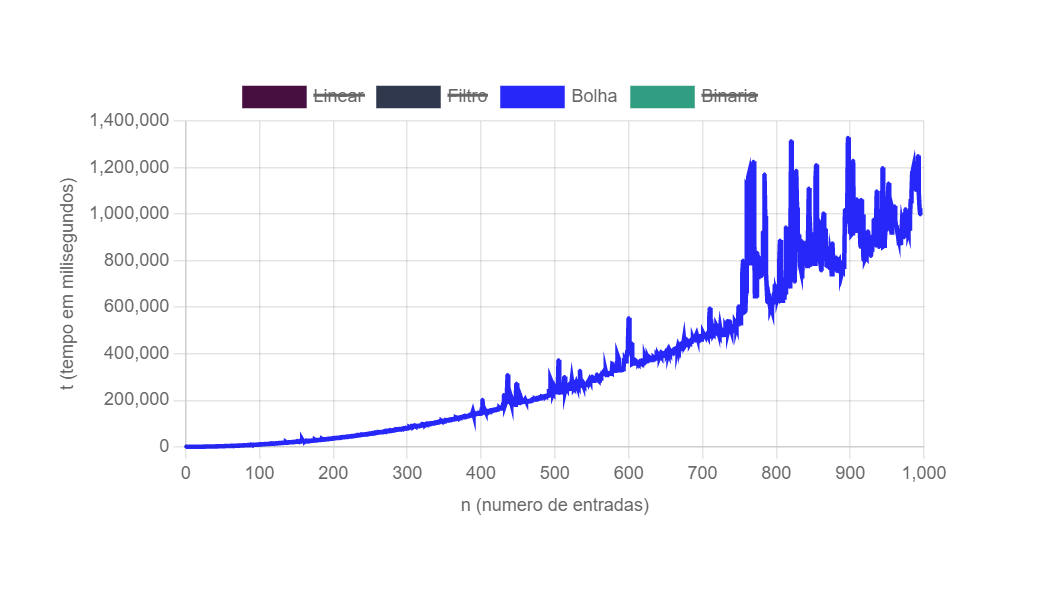 Linear Filtro Bolha Binaria
1,400,000
1,200,000
1,000,000
800,000
600,000
400,000
200,000
0
t (tempo em milisegundos)
0 100 200 300 400 500 600 700 800 900 1,000
n (numero de entradas)